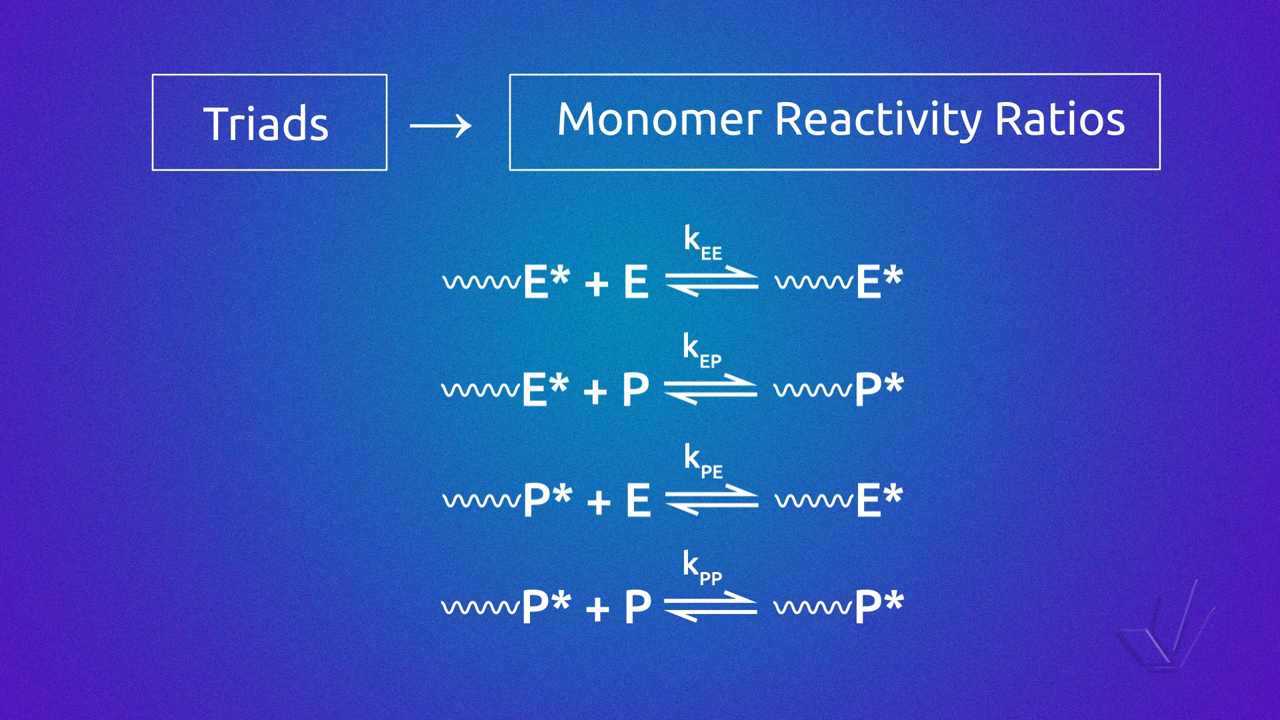 Triads → Monomer Reactivity Ratios
kEE
E* + E ⇌ E*
kEP
E* + P ⇌ P*
kPE
P* + E ⇌ E*
kPP
P* + P ⇌ P*